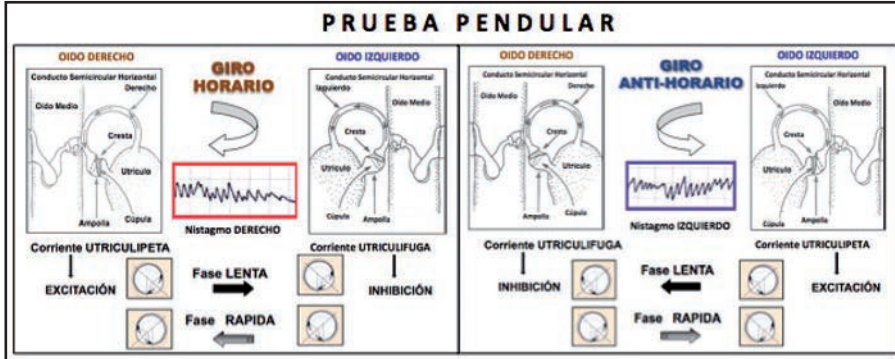 PRUEBA PENDULAR
OIDO DERECHO
Conducto Semicircular Horizontal
Derecho
Oído Medio
Cresta
Utrículo
Ampolla
Cúpula
GIRO
HORARIO
Nistagmo DERECHO
OIDO IZQUIERDO
Conducto Semicircular Horizontal
Izquierdo
Oído Medio
Cresta
Utrículo
Cúpula
Ampolla
Corriente UTRICULIPETA
EXCITACIÓN
Corriente UTRICULIFUGA
INHIBICIÓN
Fase LENTA
Fase RAPIDA
OIDO DERECHO
Conducto Semicircular Horizontal
Derecho
Oído Medio
Cresta
Utrículo
Ampolla
Cúpula
GIRO
ANTI-HORARIO
Nistagmo IZQUIERDO
OIDO IZQUIERDO
Conducto Semicircular Horizontal
Izquierdo
Oído Medio
Cresta
Utrículo
Cúpula
Ampolla
Corriente UTRICULIFUGA
INHIBICIÓN
Corriente UTRICULIPETA
EXCITACIÓN
Fase LENTA
Fase RAPIDA